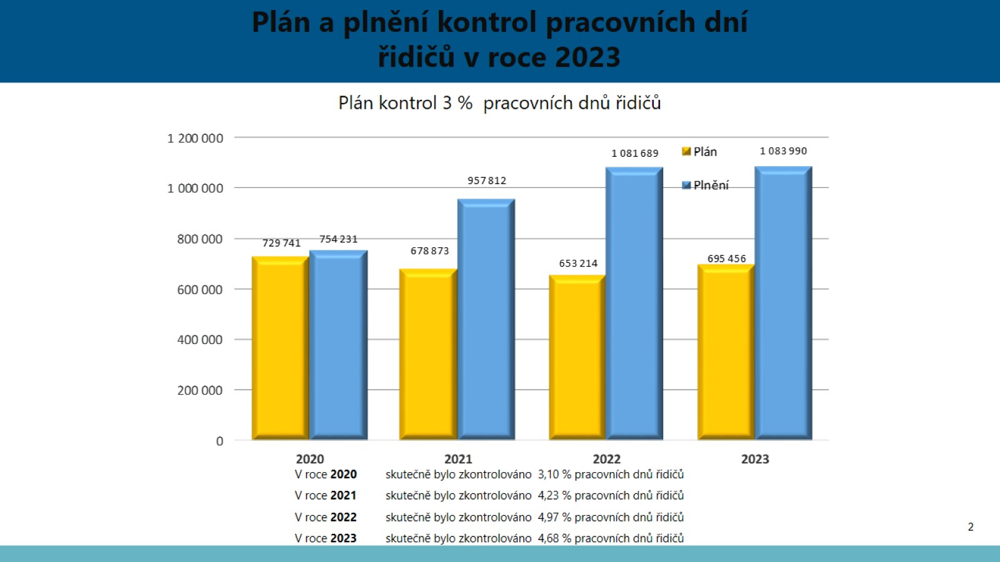 Plán a plnění kontrol pracovních dní
řidičů v roce 2023
Plán kontrol 3 % pracovních dnů řidičů
1 200 000
1 000 000
800 000
600 000
400 000
200 000
0
729 741
754 231
678 873
957 812
653 214
1 081 689
695 456
1 083 990
Plán
Plnění
2020
2021
2022
2023
V roce 2020 skutečně bylo zkontrolováno 3,10 % pracovních dnů řidičů
V roce 2021 skutečně bylo zkontrolováno 4,23 % pracovních dnů řidičů
V roce 2022 skutečně bylo zkontrolováno 4,97 % pracovních dnů řidičů
V roce 2023 skutečně bylo zkontrolováno 4,68 % pracovních dnů řidičů
2